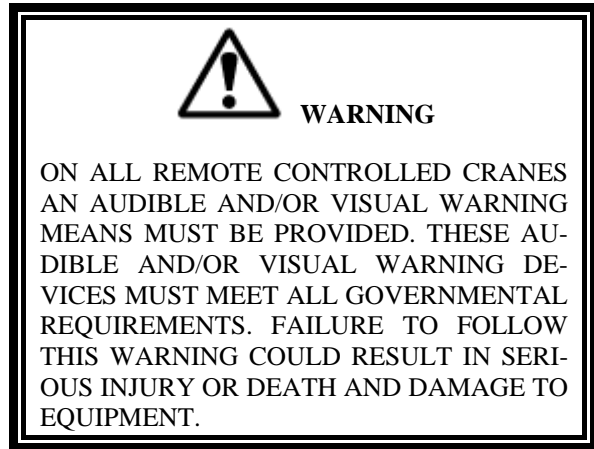 WARNING
ON ALL REMOTE CONTROLLED CRANES
AN AUDIBLE AND/OR VISUAL WARNING
MEANS MUST BE PROVIDED. THESE AU-
DIBLE AND/OR VISUAL WARNING DE-
VICES MUST MEET ALL GOVERNMENTAL
REQUIREMENTS. FAILURE TO FOLLOW
THIS WARNING COULD RESULT IN SERI-
OUS INJURY OR DEATH AND DAMAGE TO
EQUIPMENT.